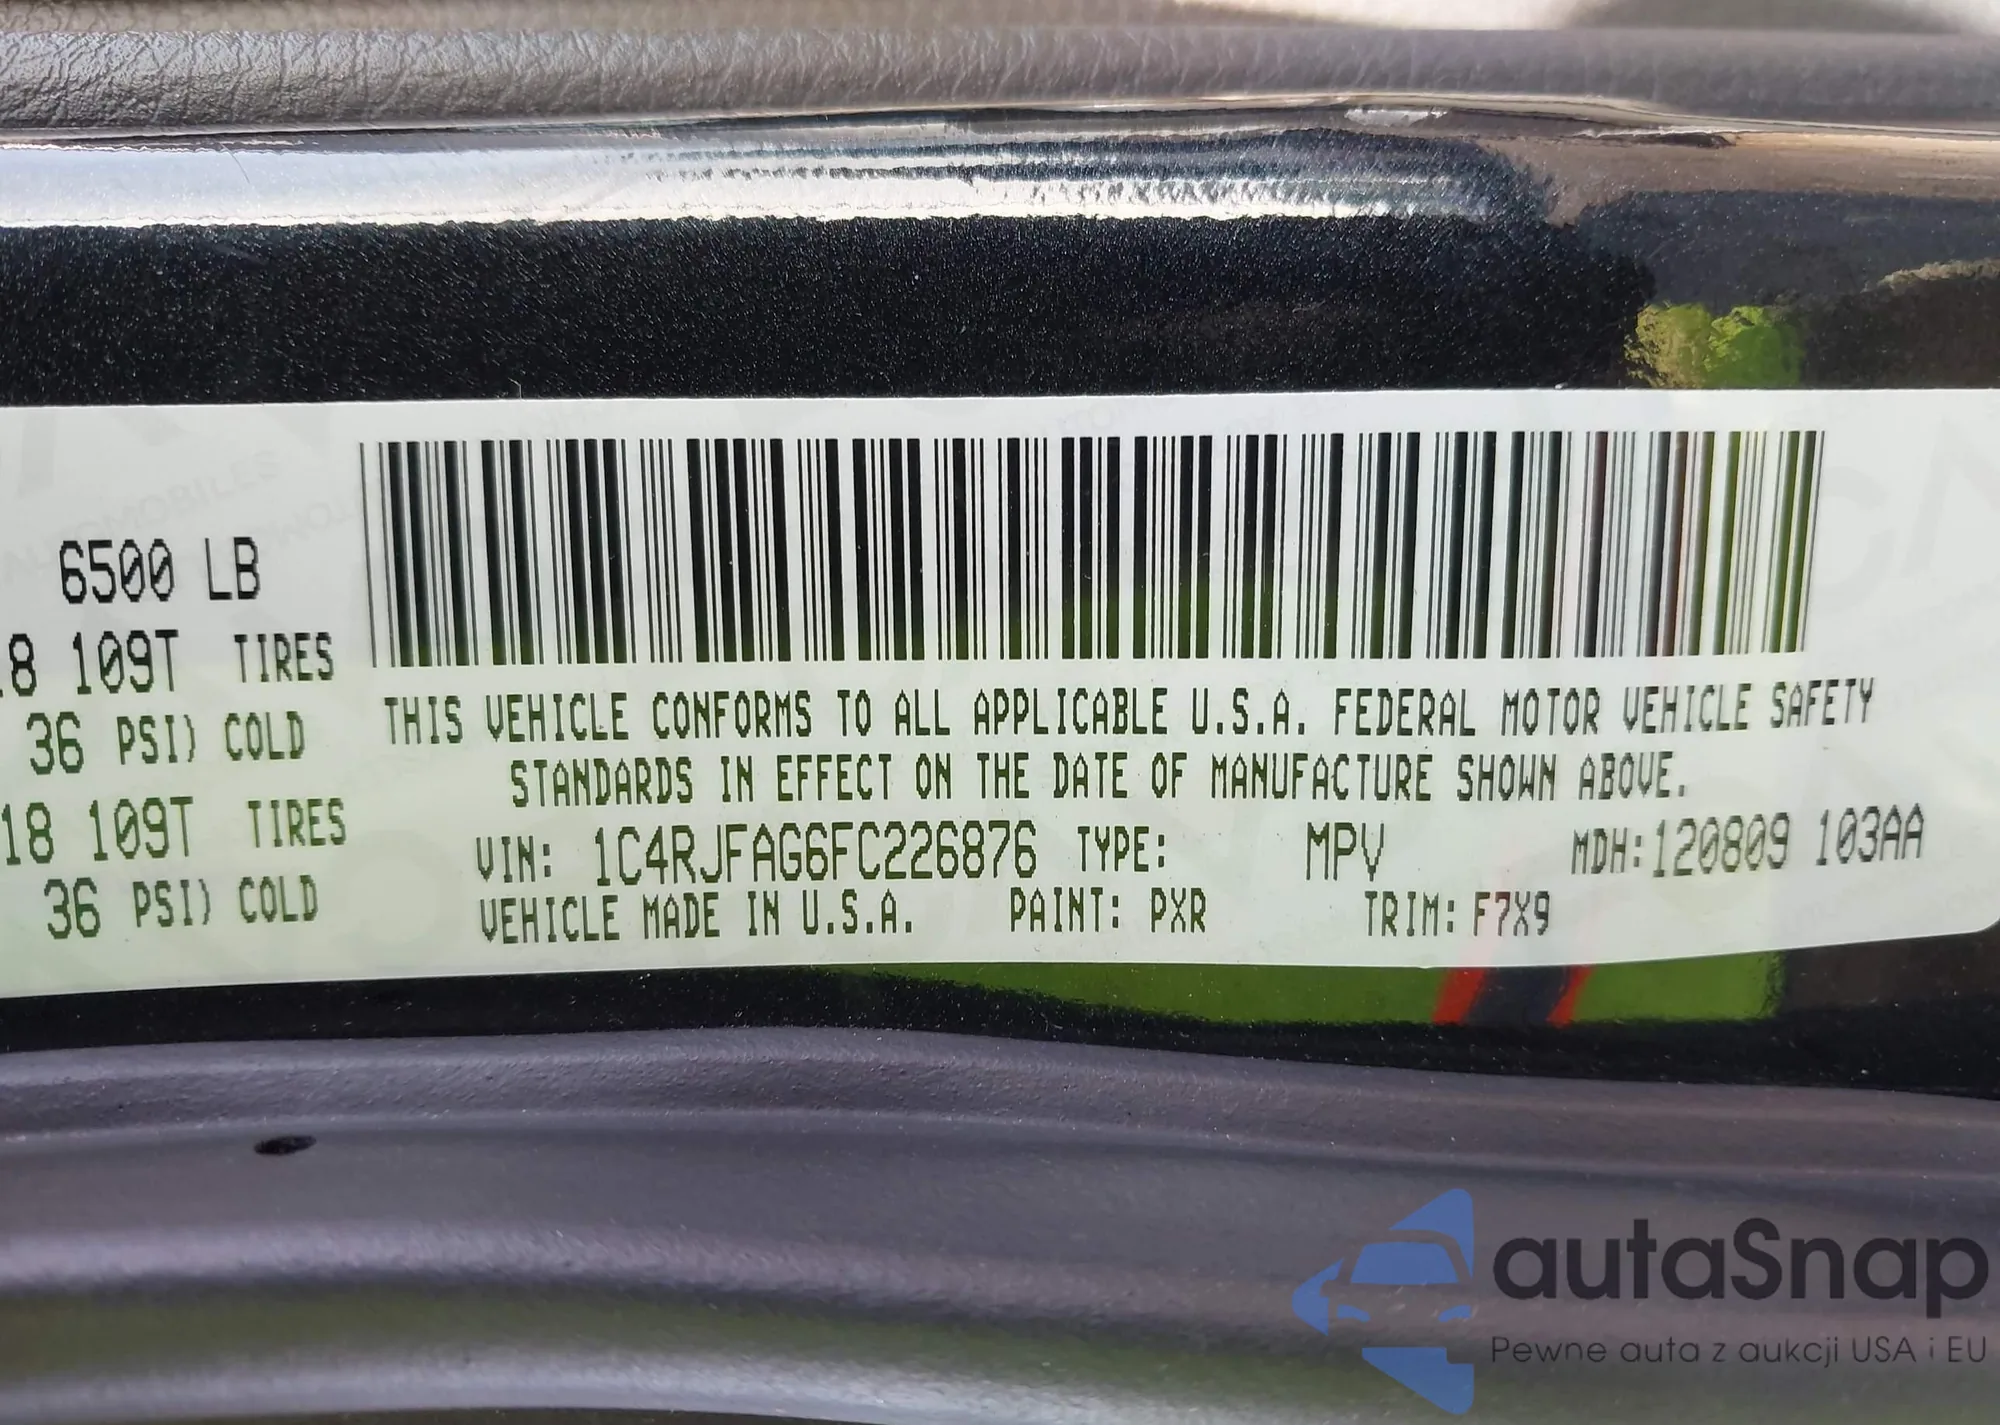 6500 LB
18 109T TIRES
36 PSI) COLD
18 109T TIRES
36 PSI) COLD
THIS VEHICLE CONFORMS TO ALL APPLICABLE U.S.A. FEDERAL MOTOR VEHICLE SAFETY
STANDARDS IN EFFECT ON THE DATE OF MANUFACTURE SHOWN ABOVE.
VIN: 1C4RJFAG6FC226876 TYPE: MPV MDH:120809 103AA
VEHICLE MADE IN U.S.A. PAINT: PXR TRIM: F7X9
autaSnap
Pewne auta z aukcji USA i EU